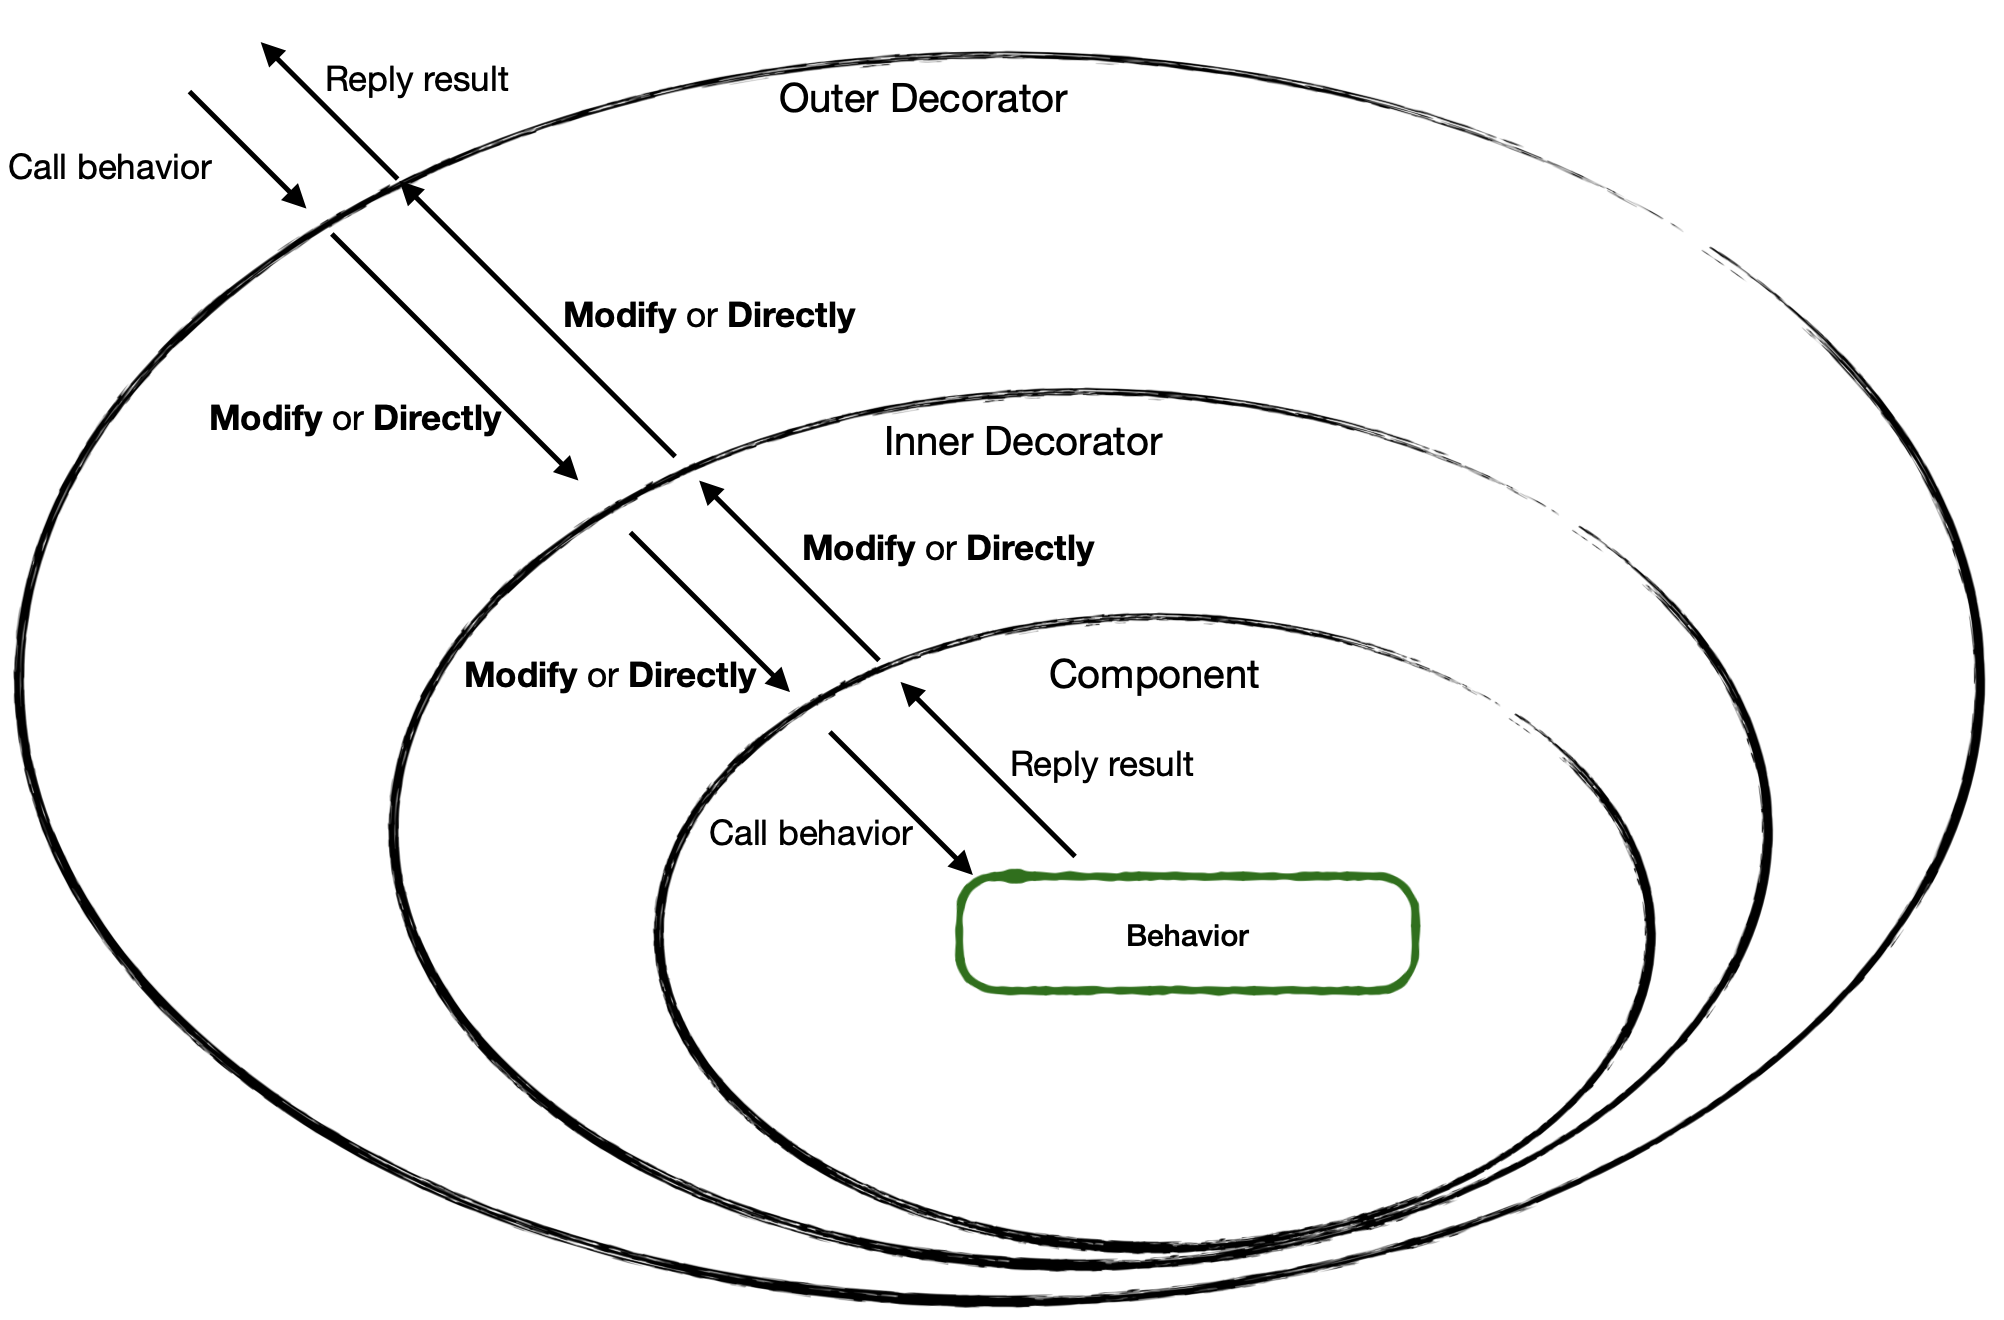 Reply result
Outer Decorator
Call behavior
Modify or Directly
Modify or Directly
Inner Decorator
Modify or Directly
Modify or Directly
Component
Reply result
Call behavior
Behavior